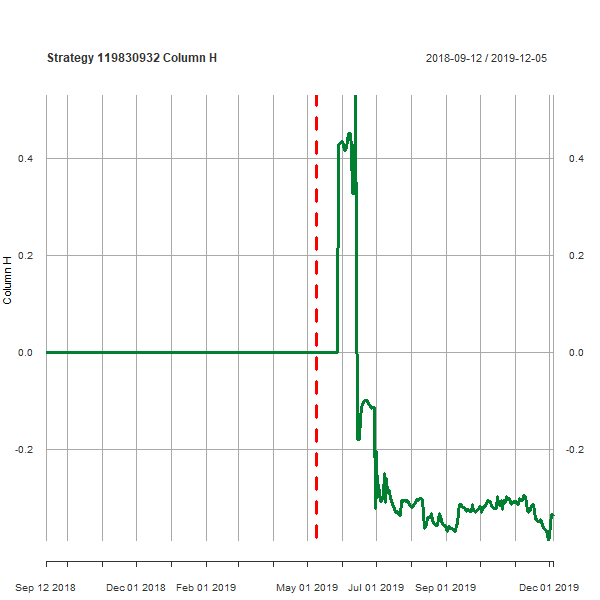 Strategy 119830932 Column H 2018-09-12 / 2019-12-05
0.4 0.4
0.2 0.2
Column H
0.0 0.0
-0.2 -0.2
Sep 12 2018 Dec 01 2018 Feb 01 2019 May 01 2019 Jul 01 2019 Sep 01 2019 Dec 01 2019